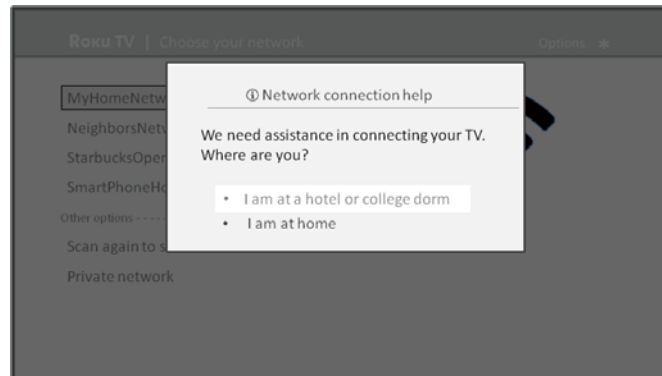 Roku TV | Choose your network
Options *
ⓘ Network connection help
MyHomeNetw
We need assistance in connecting your TV.
Where are you?
NeighborsNetv
StarbucksOper
SmartPhoneHo
• I am at a hotel or college dorm
• I am at home
Other options -----
Scan again to s
Private network